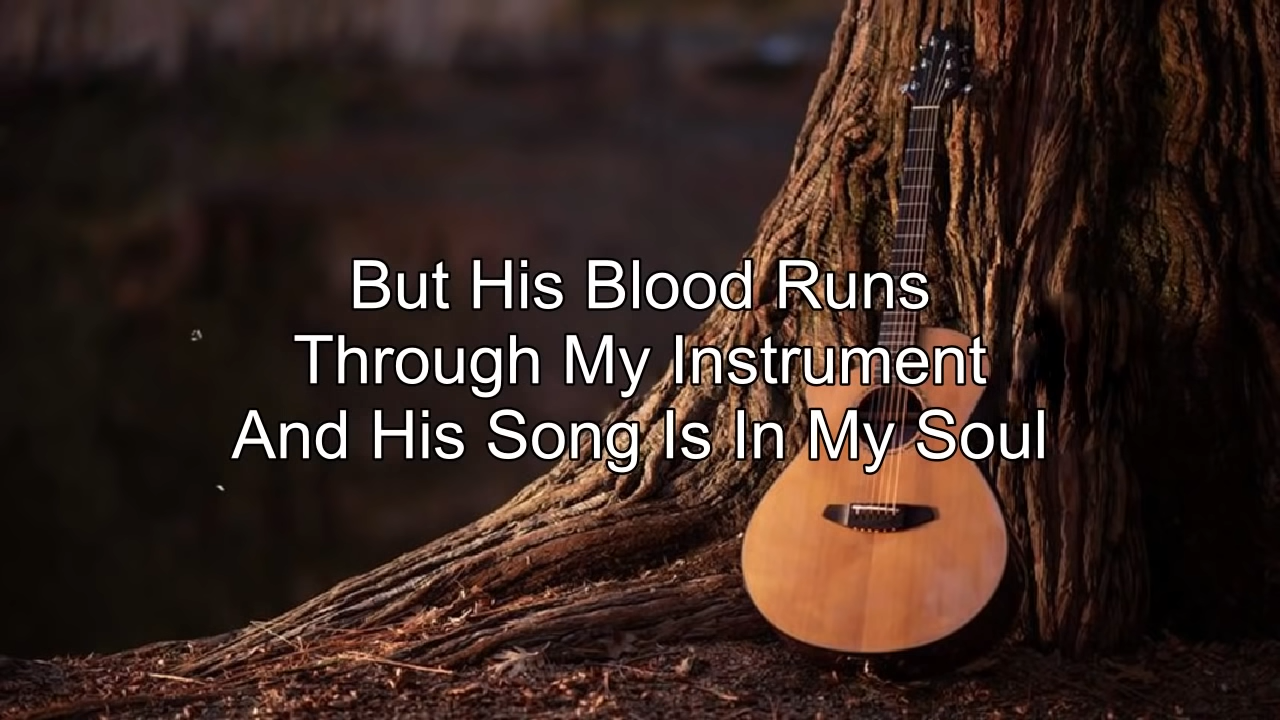 But His Blood Runs
Through My Instrument
And His Song Is In My Soul